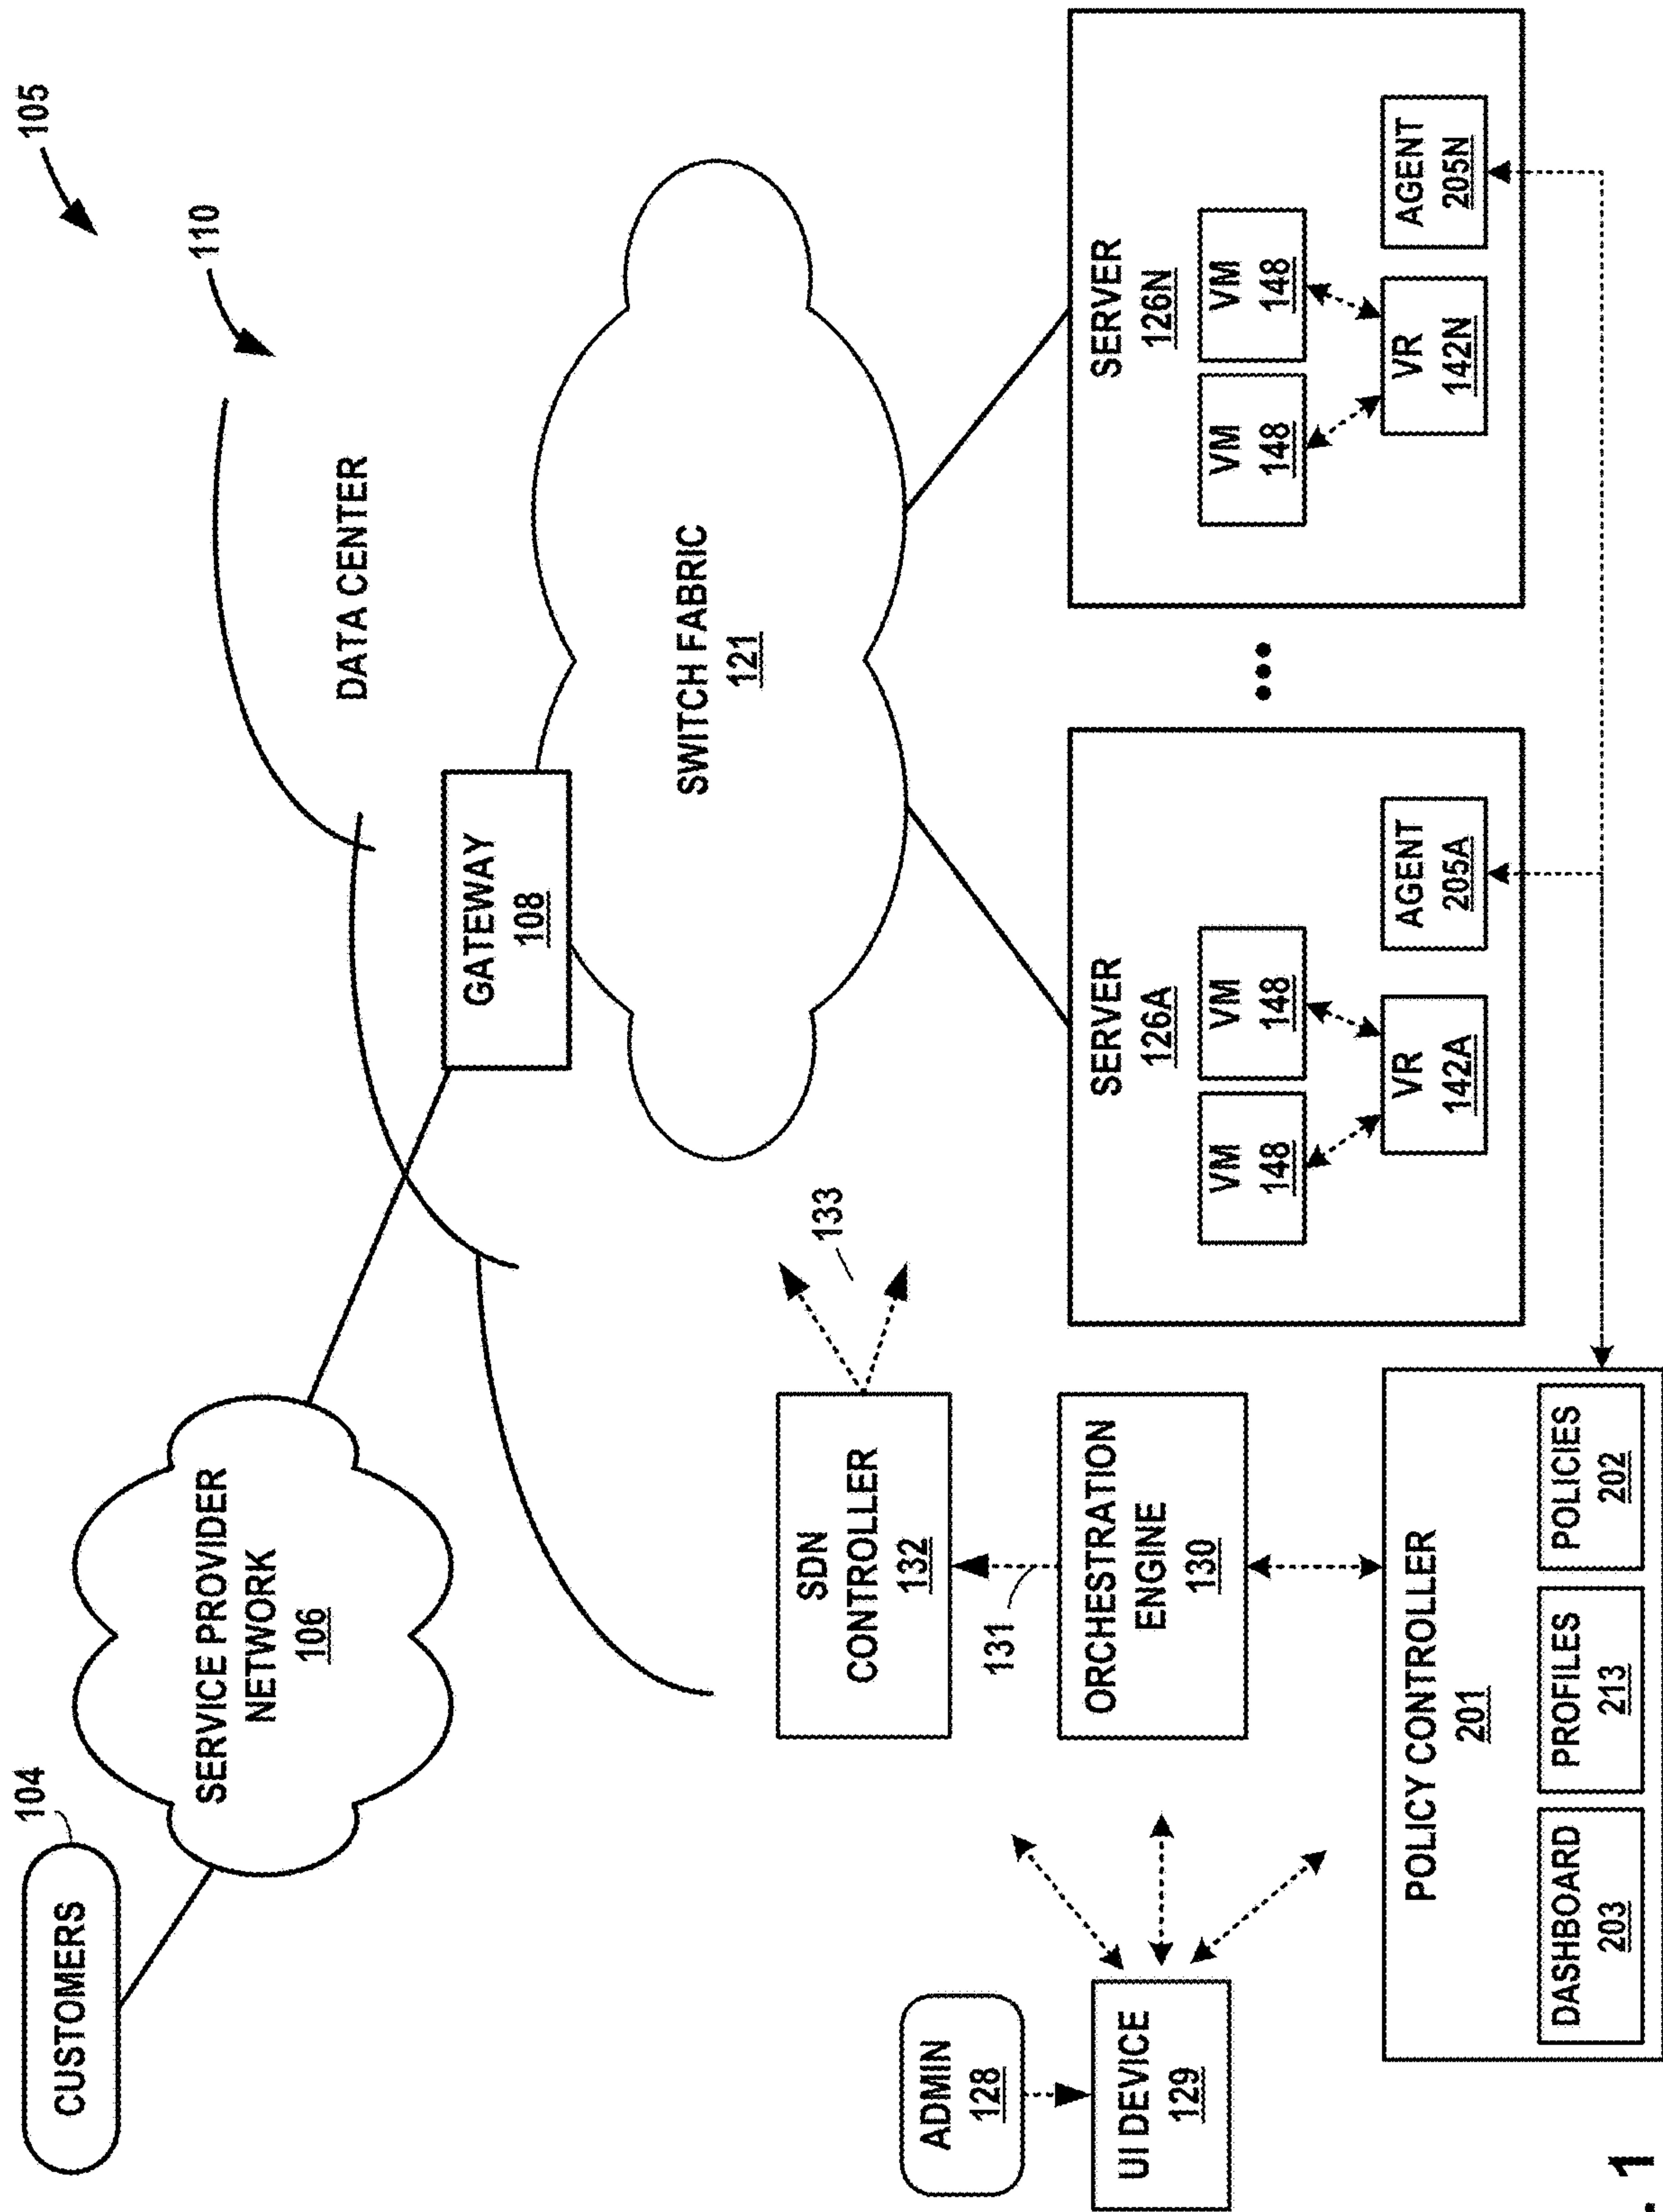 105
110
CUSTOMERS
104
SERVICE PROVIDER
NETWORK
106
DATA CENTER
GATEWAY
108
SWITCH FABRIC
121
133
SDN
CONTROLLER
132
131
ORCHESTRATION
ENGINE
130
ADMIN
128
UI DEVICE
129
SERVER
126A
VM
148
VM
148
VR
142A
AGENT
205A
SERVER
126N
VM
148
VM
148
VR
142N
AGENT
205N
POLICY CONTROLLER
201
DASHBOARD
203
PROFILES
213
POLICIES
202
. 1